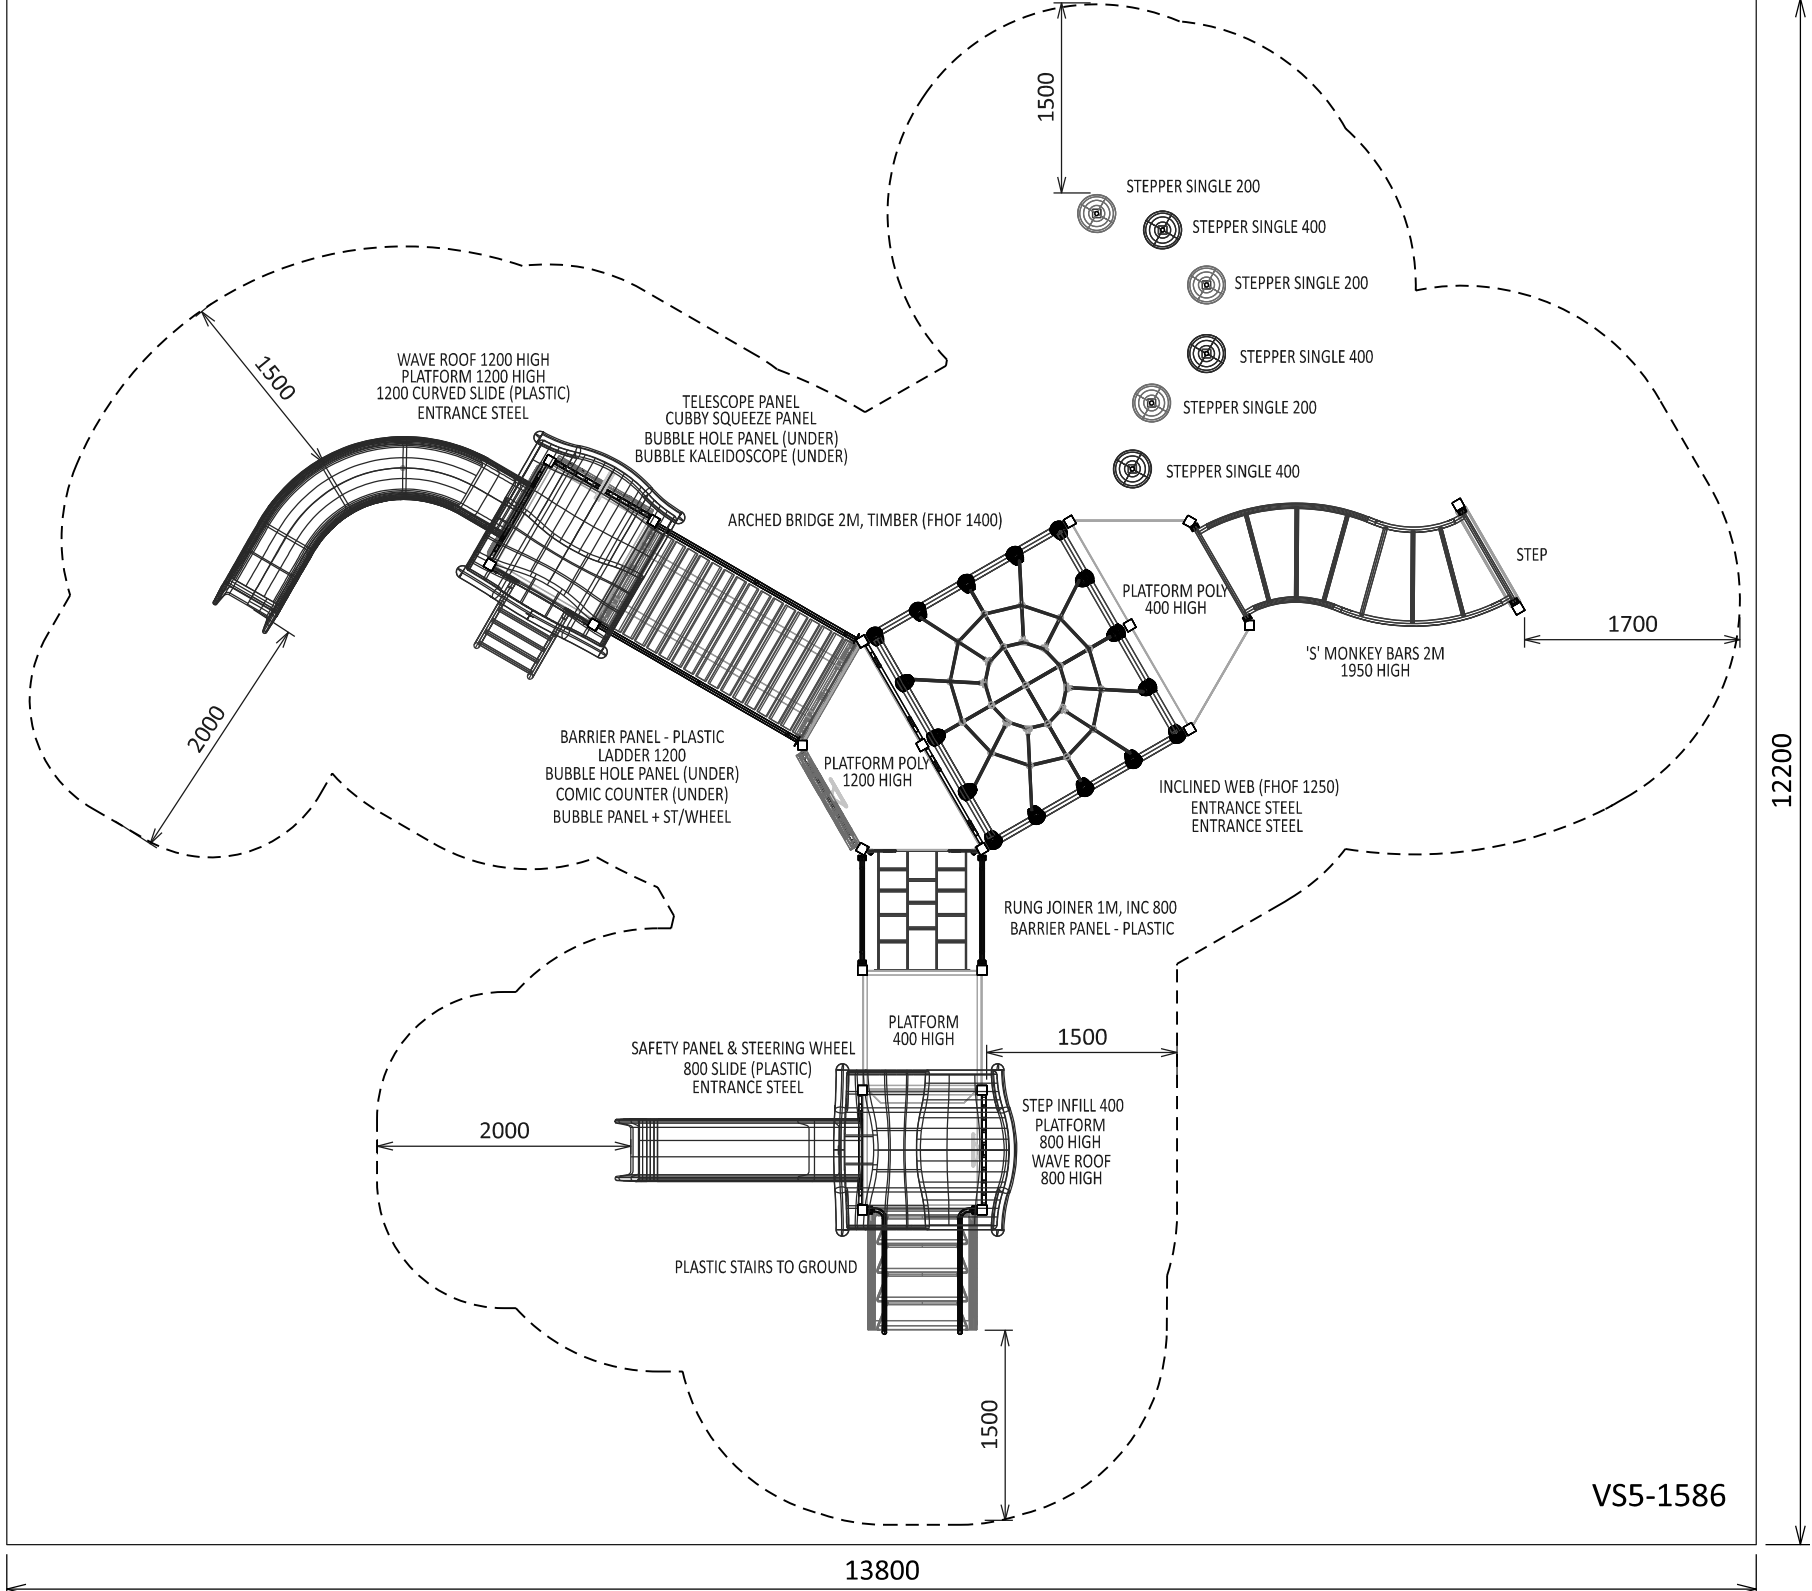 1500
STEPPER SINGLE 200
STEPPER SINGLE 400
STEPPER SINGLE 200
STEPPER SINGLE 400
STEPPER SINGLE 200
STEPPER SINGLE 400
1500
WAVE ROOF 1200 HIGH
PLATFORM 1200 HIGH
1200 CURVED SLIDE (PLASTIC)
ENTRANCE STEEL
TELESCOPE PANEL
CUBBY SQUEEZE PANEL
BUBBLE HOLE PANEL (UNDER)
BUBBLE KALEIDOSCOPE (UNDER)
ARCHED BRIDGE 2M, TIMBER (FHOF 1400)
STEP
PLATFORM POLY
400 HIGH
1700
'S' MONKEY BARS 2M
1950 HIGH
2000
BARRIER PANEL - PLASTIC
LADDER 1200
BUBBLE HOLE PANEL (UNDER)
COMIC COUNTER (UNDER)
BUBBLE PANEL + ST/WHEEL
PLATFORM POLY
1200 HIGH
INCLINED WEB (FHOF 1250)
ENTRANCE STEEL
ENTRANCE STEEL
12200
RUNG JOINER 1M, INC 800
BARRIER PANEL - PLASTIC
PLATFORM
400 HIGH
1500
SAFETY PANEL & STEERING WHEEL
800 SLIDE (PLASTIC)
ENTRANCE STEEL
2000
STEP INFILL 400
PLATFORM
800 HIGH
WAVE ROOF
800 HIGH
PLASTIC STAIRS TO GROUND
1500
VS5-1586
13800